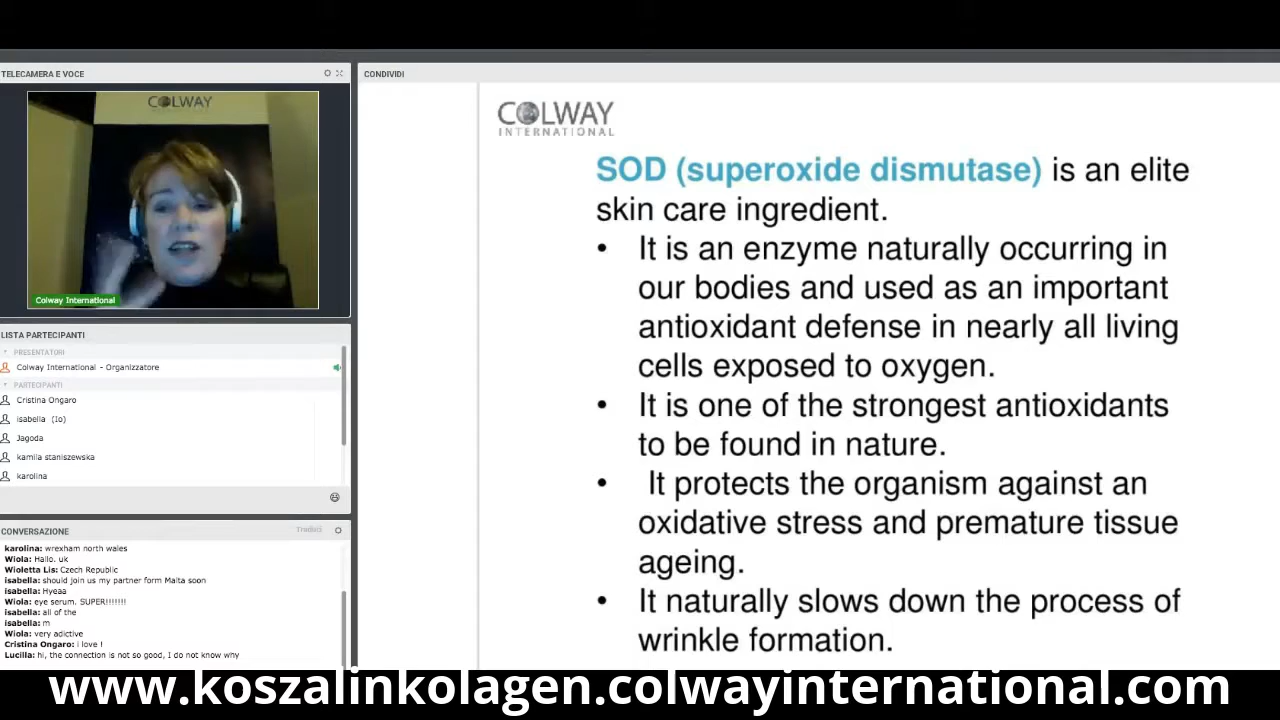 TELECAMERA E VOCE
COLWAY
Colway International
LISTA PARTECIPANTI
PRESENTATORI
Colway International - Organizzatore
PARTECIPANTI
Cristina Ongaro
isabella (Io)
Jagoda
kamila staniszewska
karolina
CONVERSAZIONE
Traduci
karolina: wrexham north wales
Wiola: Hallo. uk
Wioletta Lis: Czech Republic
isabella: should join us my partner form Malta soon
isabella: Hyeaa
Wiola: eye serum. SUPER!!!!!!!
isabella: all of the
isabella: m
Wiola: very adictive
Cristina Ongaro: i love !
Lucilla: hi, the connection is not so good, I do not know why
CONDIVIDI
COLWAY
INTERNATIONAL
SOD (superoxide dismutase) is an elite
skin care ingredient.
• It is an enzyme naturally occurring in
our bodies and used as an important
antioxidant defense in nearly all living
cells exposed to oxygen.
• It is one of the strongest antioxidants
to be found in nature.
• It protects the organism against an
oxidative stress and premature tissue
ageing.
• It naturally slows down the process of
wrinkle formation.
www.koszalinkolagen.colwayinternational.com